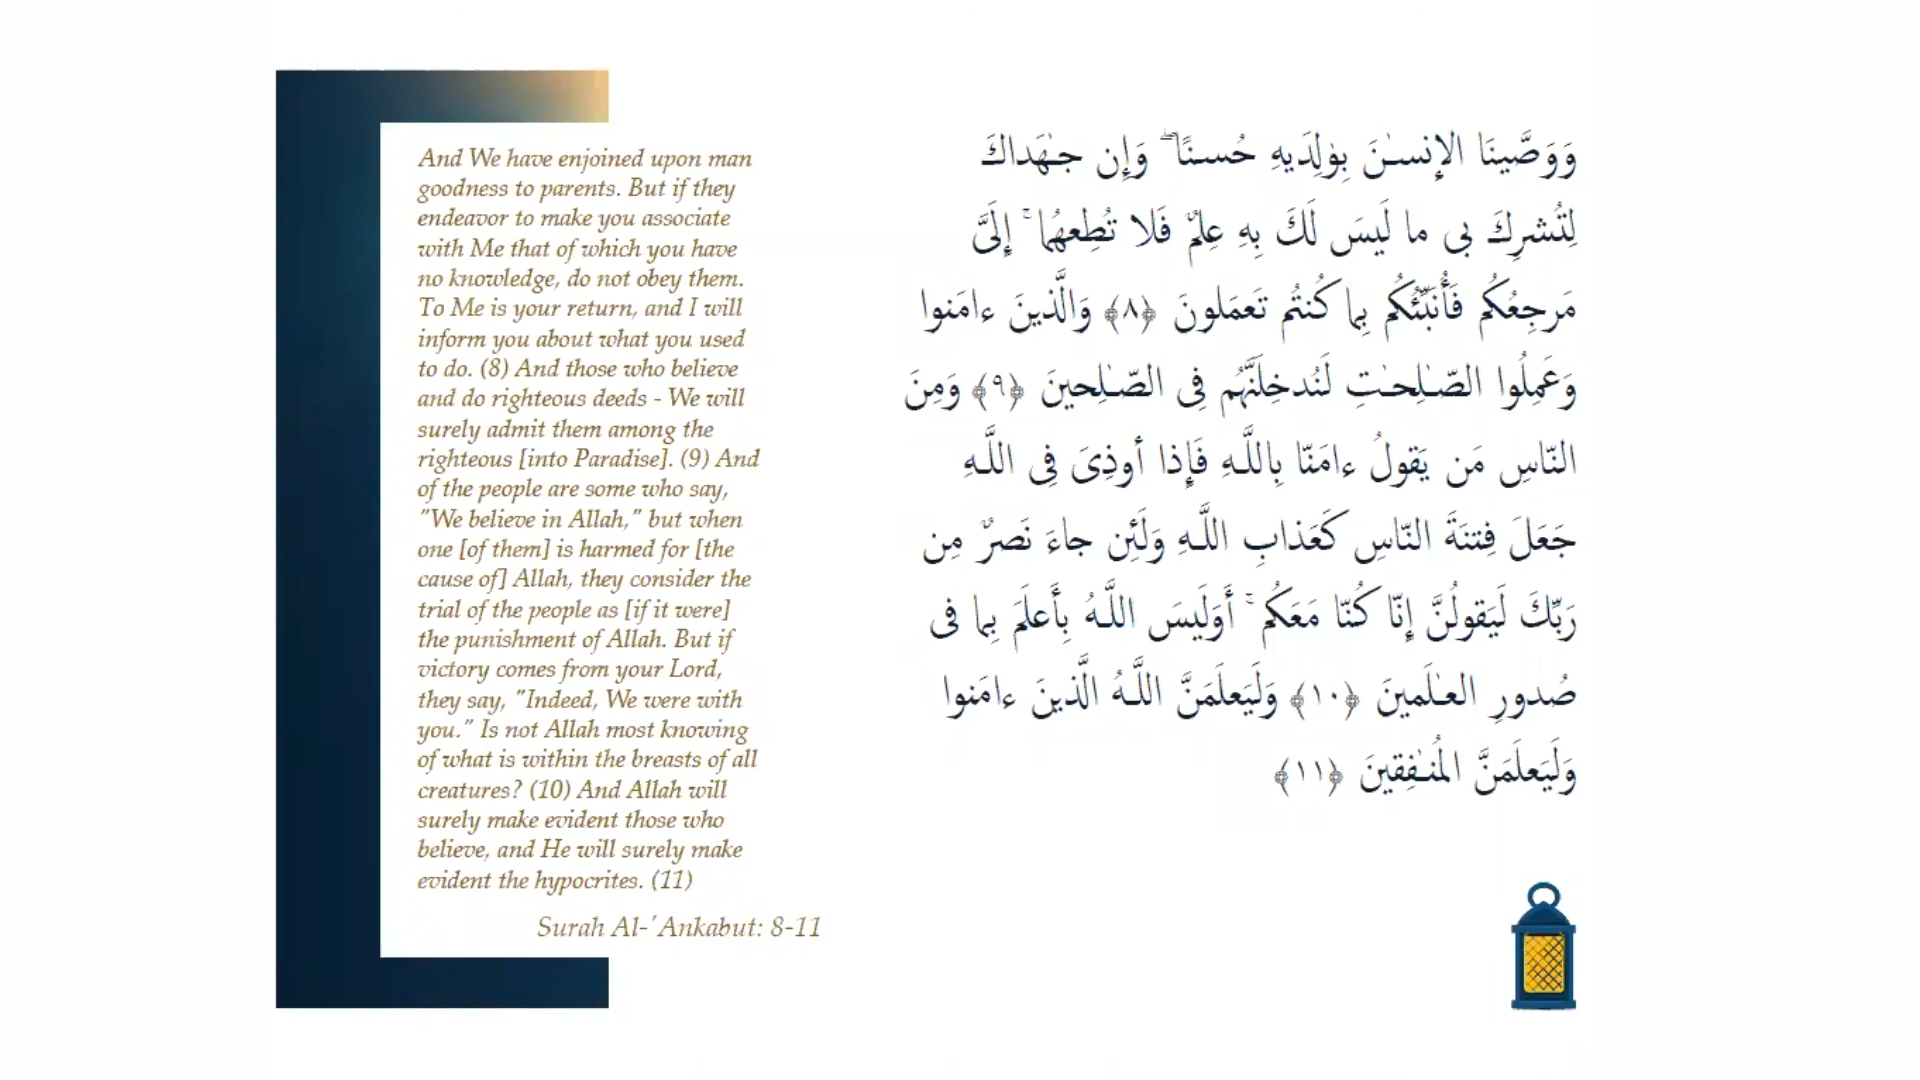 And We have enjoined upon man
goodness to parents. But if they
endeavor to make you associate
with Me that of which you have
no knowledge, do not obey them.
To Me is your return, and I will
inform you about what you used
to do. (8) And those who believe
and do righteous deeds - We will
surely admit them among the
righteous [into Paradise]. (9) And
of the people are some who say,
"We believe in Allah," but when
one [of them] is harmed for [the
cause of] Allah, they consider the
trial of the people as [if it were]
the punishment of Allah. But if
victory comes from your Lord,
they say, "Indeed, We were with
you." Is not Allah most knowing
of what is within the breasts of all
creatures? (10) And Allah will
surely make evident those who
believe, and He will surely make
evident the hypocrites. (11)
Surah Al-'Ankabut: 8-11
وَوَصَّينَا الإِنسـٰنَ بِوٰلِدَيهِ حُسنًا ۖ وَإِن جـٰهَداكَ
لِتُشرِكَ بى ما لَيسَ لَكَ بِهِ عِلمٌ فَلا تُطِعهُما ۚ إِلَىَّ
مَرجِعُكُم فَأُنَبِّئُكُم بِما كُنتُم تَعمَلونَ ﴿٨﴾ وَالَّذينَ ءامَنوا
وَعَمِلُوا الصّـٰلِحـٰتِ لَنُدخِلَنَّهُم فِى الصّـٰلِحينَ ﴿٩﴾ وَمِنَ
النّاسِ مَن يَقولُ ءامَنّا بِاللَّـهِ فَإِذا أوذِىَ فِى اللَّـهِ
جَعَلَ فِتنَةَ النّاسِ كَعَذابِ اللَّـهِ وَلَئِن جاءَ نَصرٌ مِن
رَبِّكَ لَيَقولُنَّ إِنّا كُنّا مَعَكُم ۚ أَوَلَيسَ اللَّـهُ بِأَعلَمَ بِما فى
صُدورِ العـٰلَمينَ ﴿١٠﴾ وَلَيَعلَمَنَّ اللَّـهُ الَّذينَ ءامَنوا
وَلَيَعلَمَنَّ المُنـٰفِقينَ ﴿١١﴾